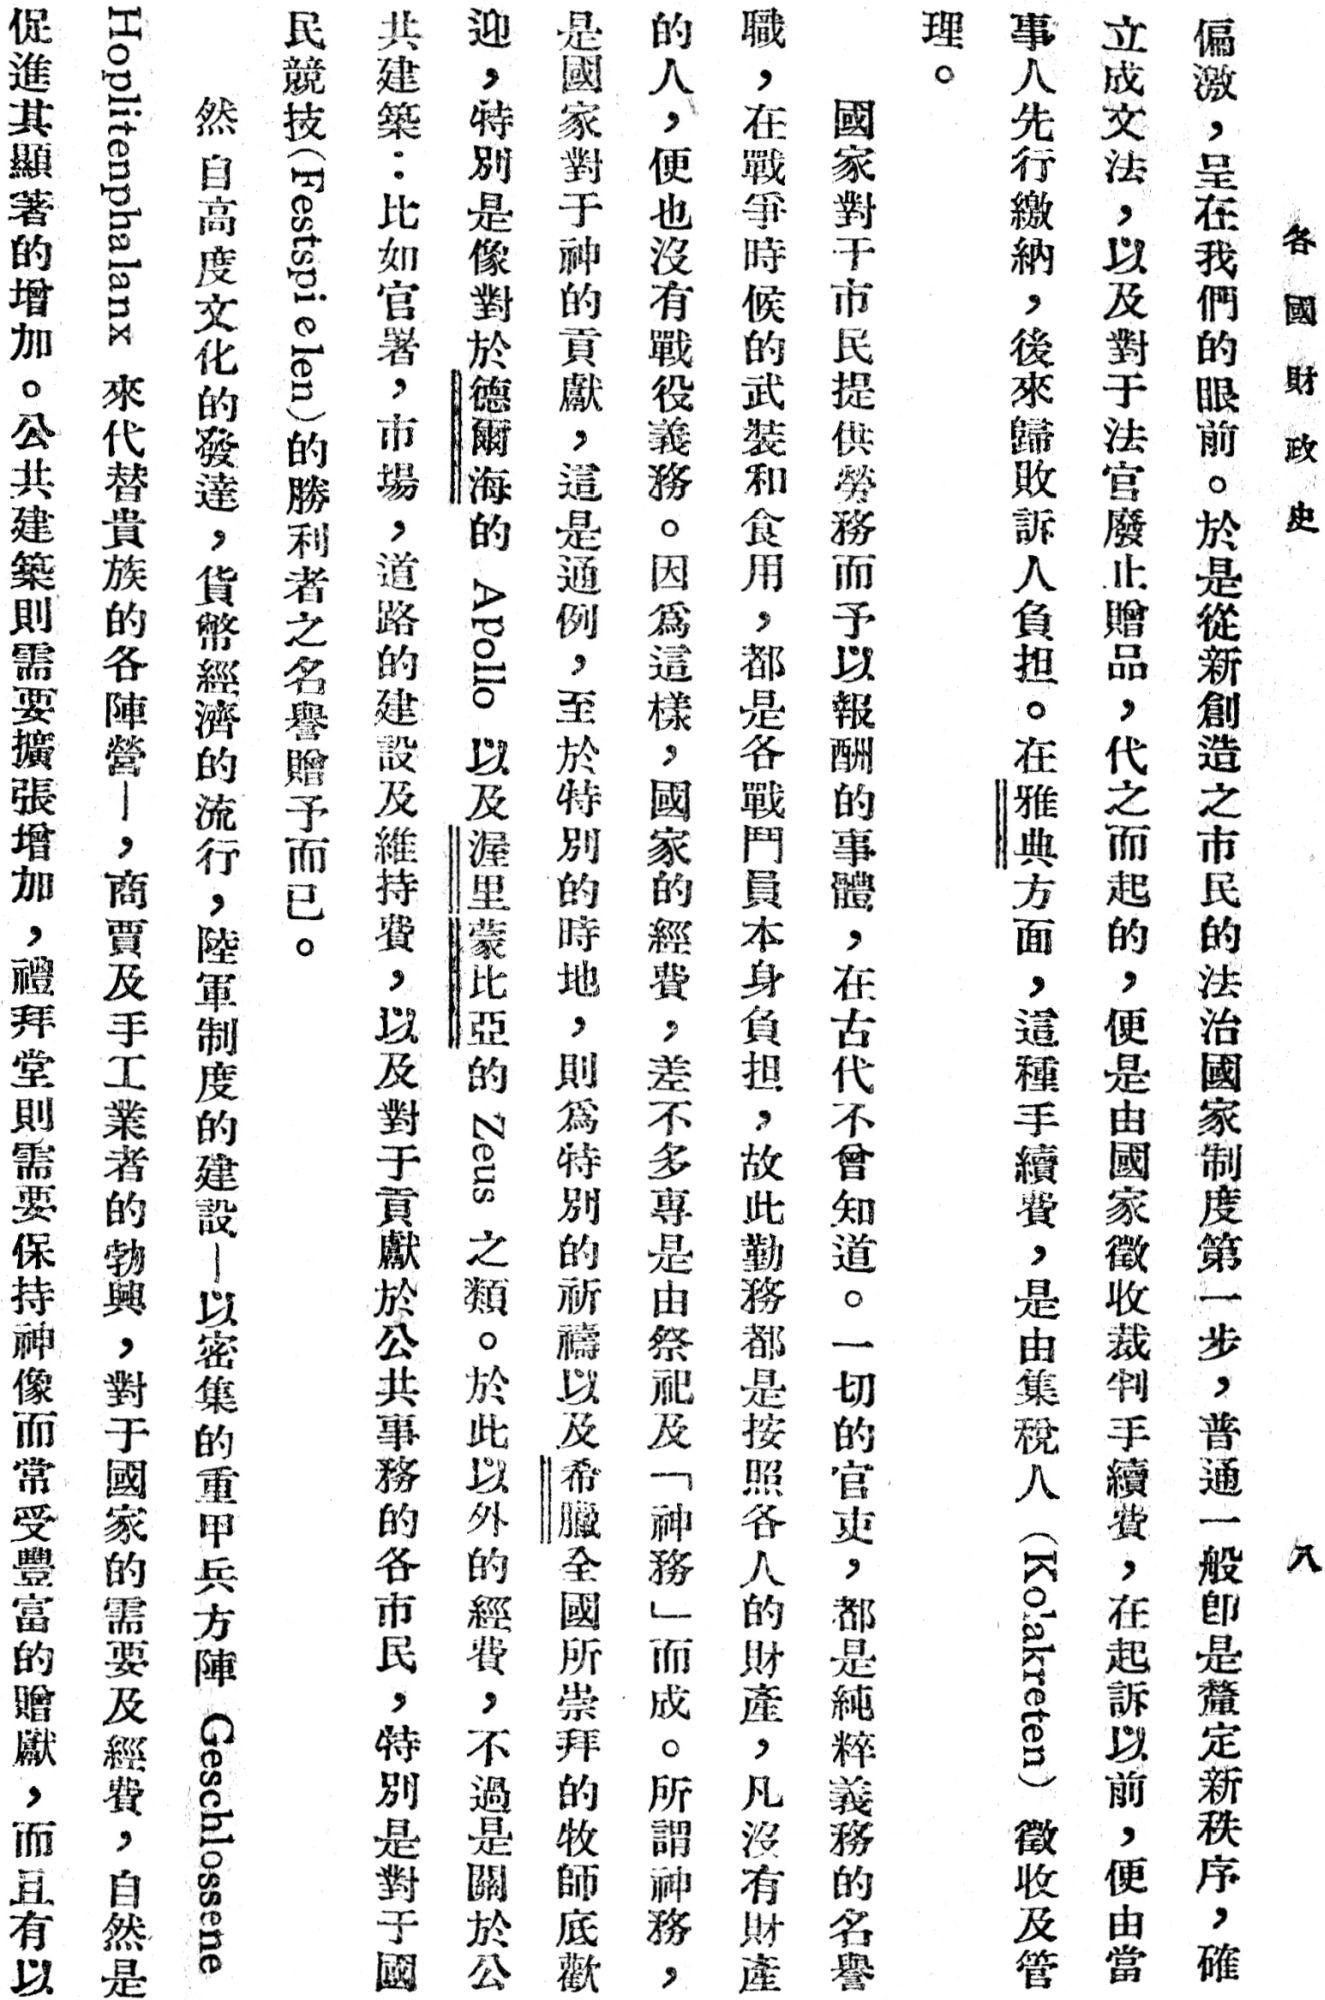 各國財政史
八
偏激，呈在我們的眼前。於是從新創造之市民的法治國家制度第一步，普通一般卽是釐定新秩序，確
立成文法，以及對于法官廢止贈品，代之而起的，便是由國家徵收裁判手續費，在起訴以前，便由當
事人先行繳納，後來歸敗訴人負担。在雅典方面，這種手續費，是由集稅人（Kolakreten）徵收及管
理。
國家對于市民提供勞務而予以報酬的事體，在古代不曾知道。一切的官吏，都是純粹義務的名譽
職，在戰爭時候的武裝和食用，都是各戰鬥員本身負担，故此勤務都是按照各人的財產，凡沒有財產
的人，便也沒有戰役義務。因爲這樣，國家的經費，差不多專是由祭祀及「神務」而成。所謂神務，
是國家對于神的貢獻，這是通例，至於特別的時地，則爲特別的祈禱以及希臘全國所崇拜的牧師底歡
迎，特別是像對於德爾海的 Apollo 以及渥里蒙比亞的 Zeus 之類。於此以外的經費，不過是關於公
共建築：比如官署，市場，道路的建設及維持費，以及對于貢獻於公共事務的各市民，特別是對于國
民競技(Festspielen)的勝利者之名譽贈予而已。
然自高度文化的發達，貨幣經濟的流行，陸軍制度的建設—以密集的重甲兵方陣 Geschlossene
Hoplitenphalanx 來代替貴族的各陣營—，商賈及手工業者的勃興，對于國家的需要及經費，自然是
促進其顯著的增加。公共建築則需要擴張增加，禮拜堂則需要保持神像而常受豐富的贈獻，而且有以